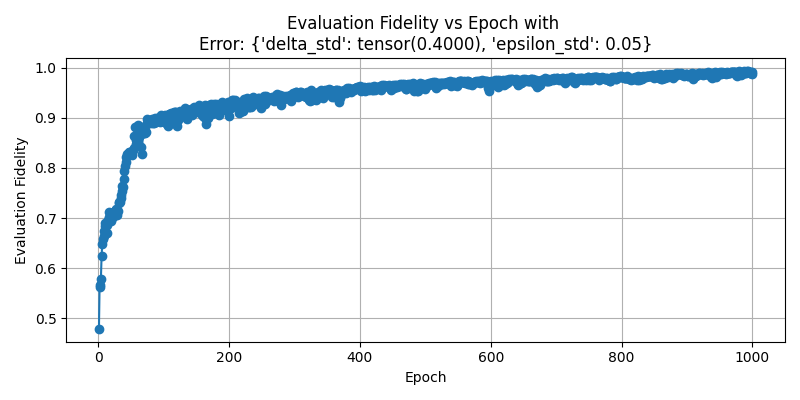 Evaluation Fidelity vs Epoch with
Error: {'delta_std': tensor(0.4000), 'epsilon_std': 0.05}
1.0
0.9
0.8
0.7
0.6
0.5
Evaluation Fidelity
0 200 400 600 800 1000
Epoch